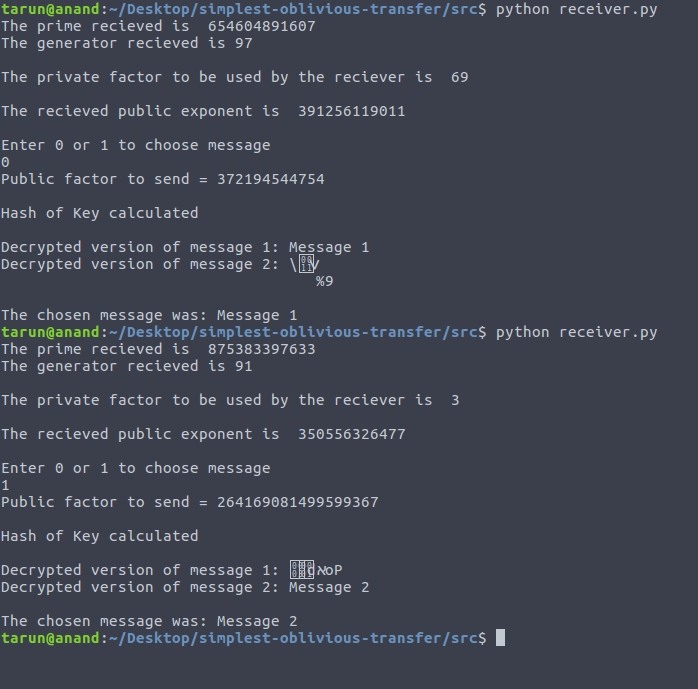 tarun@anand:~/Desktop/simplest-oblivious-transfer/src$ python receiver.py
The prime recieved is  654604891607
The generator recieved is 97
The private factor to be used by the reciever is  69
The recieved public exponent is  391256119011
Enter 0 or 1 to choose message
0
Public factor to send = 372194544754
Hash of Key calculated
Decrypted version of message 1: Message 1
Decrypted version of message 2: \
%9
The chosen message was: Message 1
tarun@anand:~/Desktop/simplest-oblivious-transfer/src$ python receiver.py
The prime recieved is  875383397633
The generator recieved is 91
The private factor to be used by the reciever is  3
The recieved public exponent is  350556326477
Enter 0 or 1 to choose message
1
Public factor to send = 264169081499599367
Hash of Key calculated
Decrypted version of message 1:
Decrypted version of message 2: Message 2
The chosen message was: Message 2
tarun@anand:~/Desktop/simplest-oblivious-transfer/src$